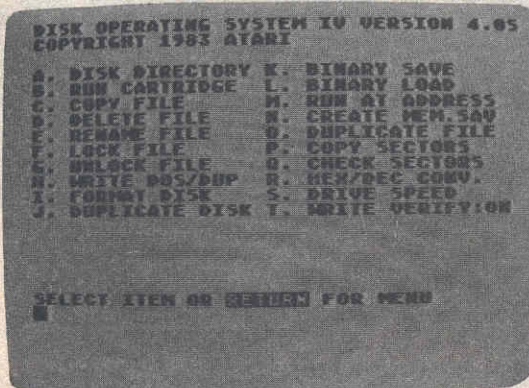 DISK OPERATING SYSTEM IV VERSION 4.05
COPYRIGHT 1983 ATARI
A. DISK DIRECTORY K. BINARY SAVE
B. RUN CARTRIDGE L. BINARY LOAD
C. COPY FILE M. RUN AT ADDRESS
D. DELETE FILE N. CREATE MEM.SAV
E. RENAME FILE O. DUPLICATE FILE
F. LOCK FILE P. COPY SECTORS
G. UNLOCK FILE Q. CHECK SECTORS
H. WRITE DOS/DUP R. HEX/DEC CONV.
I. FORMAT DISK S. DRIVE SPEED
J. DUPLICATE DISK T. WRITE VERIFY:ON
SELECT ITEM OR RETURN FOR MENU